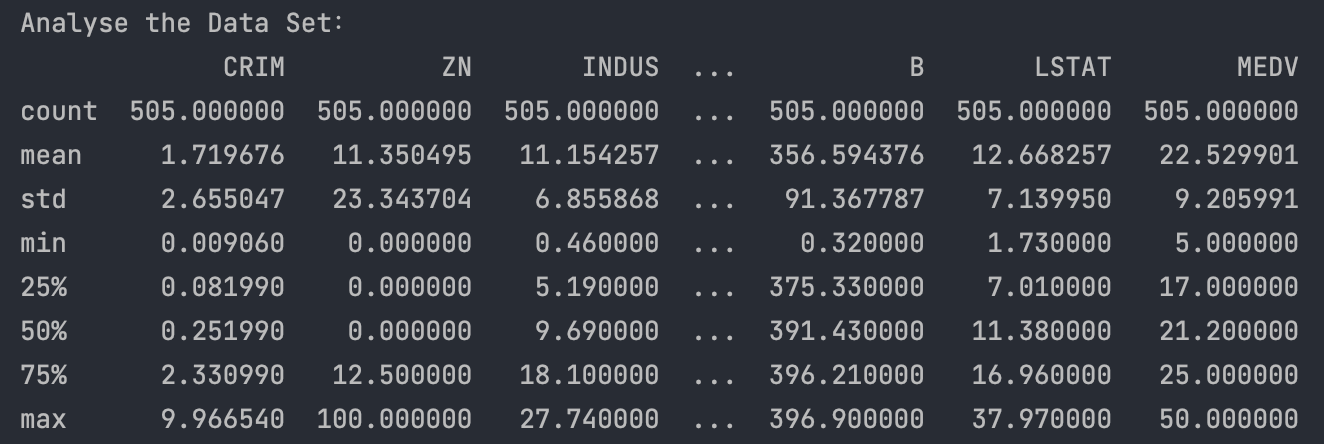 Analyse the Data Set:
CRIM ZN INDUS ... B LSTAT MEDV
count 505.000000 505.000000 505.000000 ... 505.000000 505.000000 505.000000
mean 1.719676 11.350495 11.154257 ... 356.594376 12.668257 22.529901
std 2.655047 23.343704 6.855868 ... 91.367787 7.139950 9.205991
min 0.009060 0.000000 0.460000 ... 0.320000 1.730000 5.000000
25% 0.081990 0.000000 5.190000 ... 375.330000 7.010000 17.000000
50% 0.251990 0.000000 9.690000 ... 391.430000 11.380000 21.200000
75% 2.330990 12.500000 18.100000 ... 396.210000 16.960000 25.000000
max 9.966540 100.000000 27.740000 ... 396.900000 37.970000 50.000000